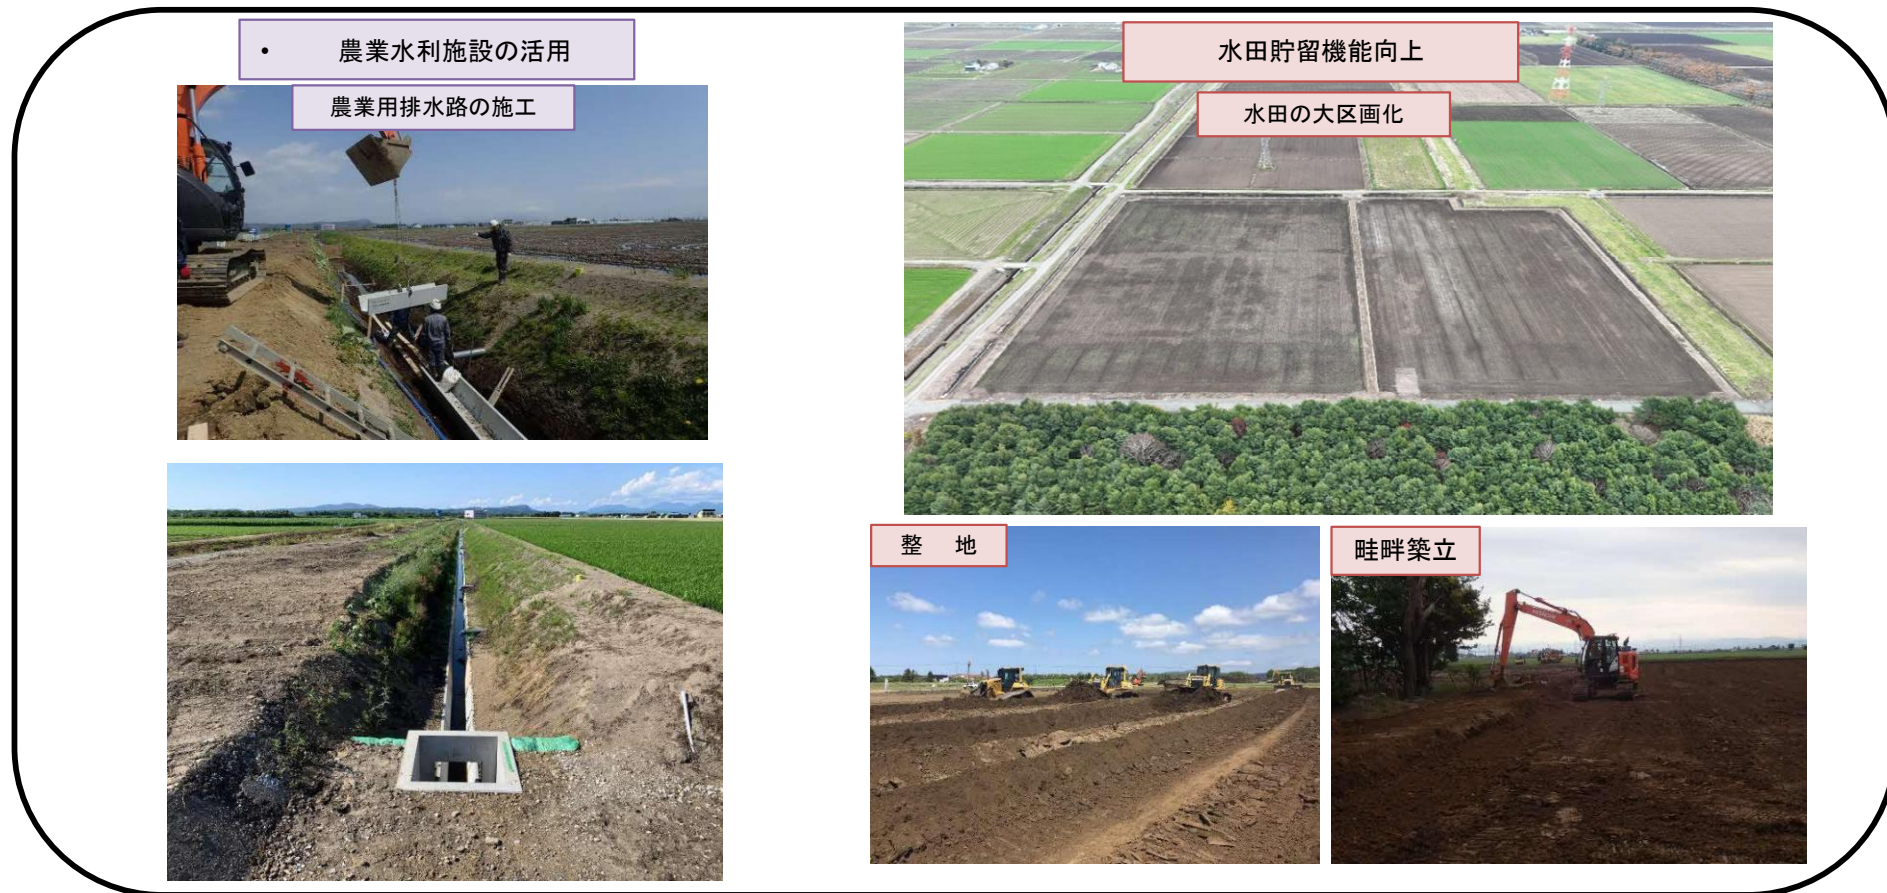 ・ 農業水利施設の活用
農業用排水路の施工
水田貯留機能向上
水田の大区画化
整 地
畦畔築立